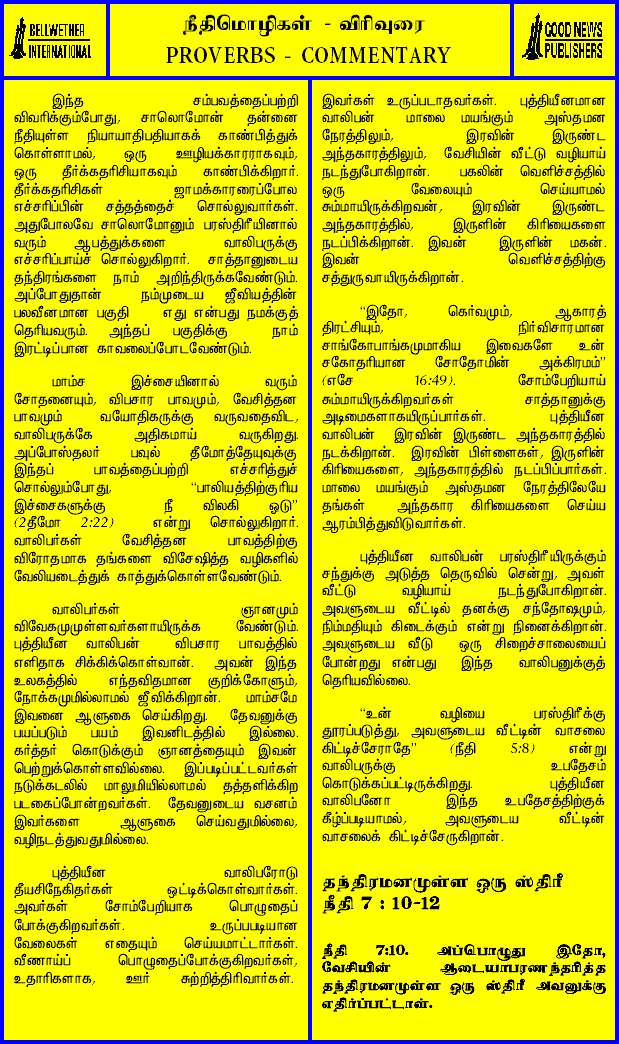 BELLWETHER
INTERNATIONAL
நீதிமொழிகள் - விரிவுரை
PROVERBS - COMMENTARY
GOOD NEWS
PUBLISHERS
இந்த சம்பவத்தைப்பற்றி
விவரிக்கும்போது, சாலொமோன் தன்னை
நீதியுள்ள நியாயாதிபதியாகக் காண்பித்துக்
கொள்ளாமல், ஒரு ஊழியக்காரராகவும்,
ஒரு தீர்க்கதரிசியாகவும் காண்பிக்கிறார்.
தீர்க்கதரிசிகள் ஜாமக்காரரைப்போல
எச்சரிப்பின் சத்தத்தைச் சொல்லுவார்கள்.
அதுபோலவே சாலொமோனும் பரஸ்திரீயினால்
வரும் ஆபத்துக்களை வாலிபருக்கு
எச்சரிப்பாய்ச் சொல்லுகிறார். சாத்தானுடைய
தந்திரங்களை நாம் அறிந்திருக்கவேண்டும்.
அப்போதுதான் நம்முடைய ஜீவியத்தின்
பலவீனமான பகுதி எது என்பது நமக்குத்
தெரியவரும். அந்தப் பகுதிக்கு நாம்
இரட்டிப்பான காவலைப்போடவேண்டும்.
மாம்ச இச்சையினால் வரும்
சோதனையும், விபசார பாவமும், வேசித்தன
பாவமும் வயோதிகருக்கு வருவதைவிட,
வாலிபருக்கே அதிகமாய் வருகிறது.
அப்போஸ்தலர் பவுல் தீமோத்தேயுவுக்கு
இந்தப் பாவத்தைப்பற்றி எச்சரித்துச்
சொல்லும்போது, "பாலியத்திற்குரிய
இச்சைகளுக்கு நீ விலகி ஓடு"
(2தீமோ 2:22) என்று சொல்லுகிறார்.
வாலிபர்கள் வேசித்தன பாவத்திற்கு
விரோதமாக தங்களை விசேஷித்த வழிகளில்
வேலியடைத்துக் காத்துக்கொள்ளவேண்டும்.
வாலிபர்கள் ஞானமும்
விவேகமுமுள்ளவர்களாயிருக்க வேண்டும்.
புத்தியீன வாலிபன் விபசார பாவத்தில்
எளிதாக சிக்கிக்கொள்வான். அவன் இந்த
உலகத்தில் எந்தவிதமான குறிக்கோளும்,
நோக்கமுமில்லாமல் ஜீவிக்கிறான். மாம்சமே
இவனை ஆளுகை செய்கிறது. தேவனுக்கு
பயப்படும் பயம் இவனிடத்தில் இல்லை.
கர்த்தர் கொடுக்கும் ஞானத்தையும் இவன்
பெற்றுக்கொள்ளவில்லை. இப்படிப்பட்டவர்கள்
நடுக்கடலில் மாலுமியில்லாமல் தத்தளிக்கிற
படகைப்போன்றவர்கள். தேவனுடைய வசனம்
இவர்களை ஆளுகை செய்வதுமில்லை,
வழிநடத்துவதுமில்லை.
புத்தியீன வாலிபரோடு
தீயசிநேகிதர்கள் ஒட்டிக்கொள்வார்கள்.
அவர்கள் சோம்பேறியாக பொழுதைப்
போக்குகிறவர்கள். உருப்படியான
வேலைகள் எதையும் செய்யமாட்டார்கள்.
வீணாய்ப் பொழுதைப்போக்குகிறவர்கள்,
உதாரிகளாக, ஊர் சுற்றித்திரிவார்கள்.
இவர்கள் உருப்படாதவர்கள். புத்தியீனமான
வாலிபன் மாலை மயங்கும் அஸ்தமன
நேரத்திலும், இரவின் இருண்ட
அந்தகாரத்திலும், வேசியின் வீட்டு வழியாய்
நடந்துபோகிறான். பகலின் வெளிச்சத்தில்
ஒரு வேலையும் செய்யாமல்
சும்மாயிருக்கிறவன், இரவின் இருண்ட
அந்தகாரத்தில், இருளின் கிரியைகளை
நடப்பிக்கிறான். இவன் இருளின் மகன்.
இவன் வெளிச்சத்திற்கு
சத்துருவாயிருக்கிறான்.
"இதோ, கெர்வமும், ஆகாரத்
திரட்சியும், நிர்விசாரமான
சாங்கோபாங்கமுமாகிய இவைகளே உன்
சகோதரியான சோதோமின் அக்கிரமம்"
(எசே 16:49). சோம்பேறியாய்
சும்மாயிருக்கிறவர்கள் சாத்தானுக்கு
அடிமைகளாகயிருப்பார்கள். புத்தியீன
வாலிபன் இரவின் இருண்ட அந்தகாரத்தில்
நடக்கிறான். இரவின் பிள்ளைகள், இருளின்
கிரியைகளை, அந்தகாரத்தில் நடப்பிப்பார்கள்.
மாலை மயங்கும் அஸ்தமன நேரத்திலேயே
தங்கள் அந்தகார கிரியைகளை செய்ய
ஆரம்பித்துவிடுவார்கள்.
புத்தியீன வாலிபன் பரஸ்திரீயிருக்கும்
சந்துக்கு அடுத்த தெருவில் சென்று, அவள்
வீட்டு வழியாய் நடந்துபோகிறான்.
அவளுடைய வீட்டில் தனக்கு சந்தோஷமும்,
நிம்மதியும் கிடைக்கும் என்று நினைக்கிறான்.
அவளுடைய வீடு ஒரு சிறைச்சாலையைப்
போன்றது என்பது இந்த வாலிபனுக்குத்
தெரியவில்லை.
"உன் வழியை பரஸ்திரீக்கு
தூரப்படுத்து, அவளுடைய வீட்டின் வாசலை
கிட்டிச்சேராதே" (நீதி 5:8) என்று
வாலிபருக்கு உபதேசம்
கொடுக்கப்பட்டிருக்கிறது. புத்தியீன
வாலிபனோ இந்த உபதேசத்திற்குக்
கீழ்ப்படியாமல், அவளுடைய வீட்டின்
வாசலைக் கிட்டிச்சேருகிறான்.
தந்திரமனமுள்ள ஒரு ஸ்திரீ
நீதி 7 : 10-12
நீதி 7:10. அப்பொழுது இதோ,
வேசியின் ஆடையாபரணந்தரித்த
தந்திரமனமுள்ள ஒரு ஸ்திரீ அவனுக்கு
எதிர்ப்பட்டாள்.